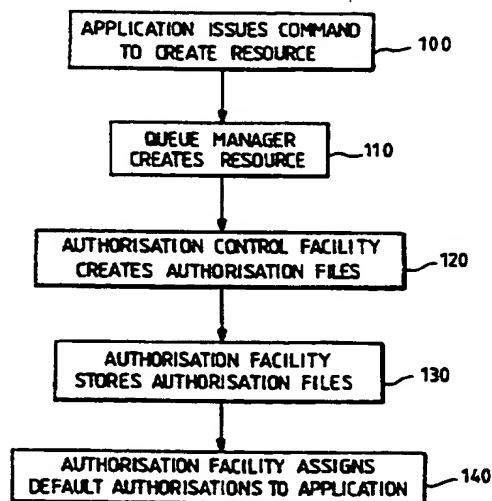 APPLICATION ISSUES COMMAND
TO CREATE RESOURCE
100
QUEUE MANAGER
CREATES RESOURCE
110
AUTHORISATION CONTROL FACILITY
CREATES AUTHORISATION FILES
120
AUTHORISATION FACILITY
STORES AUTHORISATION FILES
130
AUTHORISATION FACILITY ASSIGNS
DEFAULT AUTHORISATIONS TO APPLICATION
140